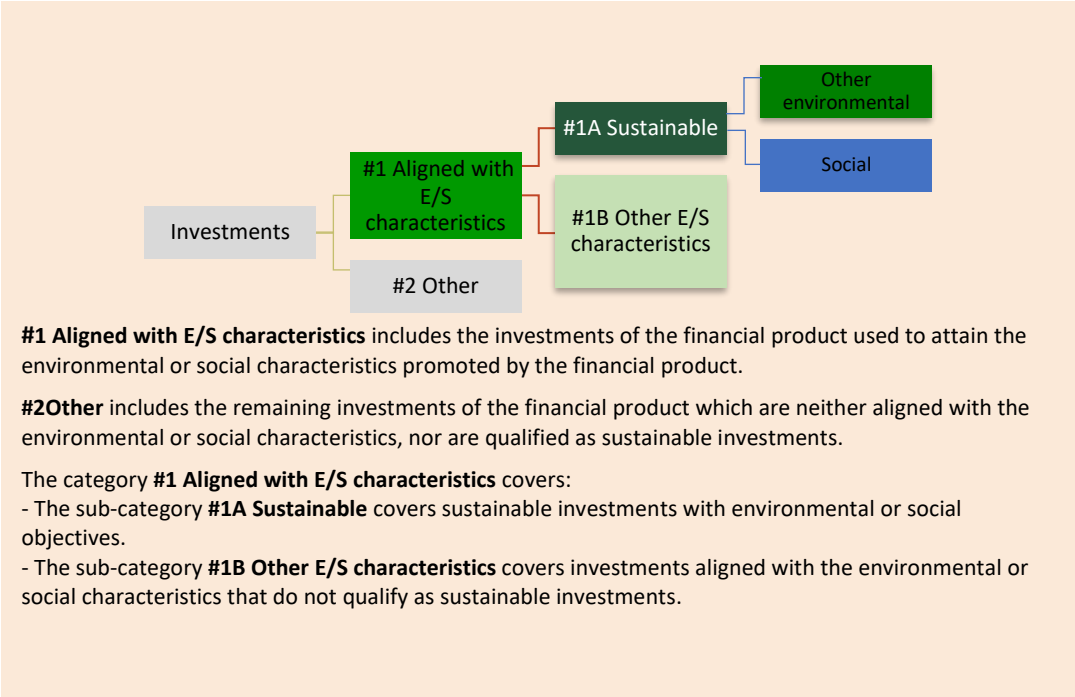 Other
environmental
#1A Sustainable
Social
#1 Aligned with
E/S
characteristics
#1B Other E/S
characteristics
Investments
#2 Other
#1 Aligned with E/S characteristics includes the investments of the financial product used to attain the
environmental or social characteristics promoted by the financial product.
#2Other includes the remaining investments of the financial product which are neither aligned with the
environmental or social characteristics, nor are qualified as sustainable investments.
The category #1 Aligned with E/S characteristics covers:
- The sub-category #1A Sustainable covers sustainable investments with environmental or social
objectives.
- The sub-category #1B Other E/S characteristics covers investments aligned with the environmental or
social characteristics that do not qualify as sustainable investments.